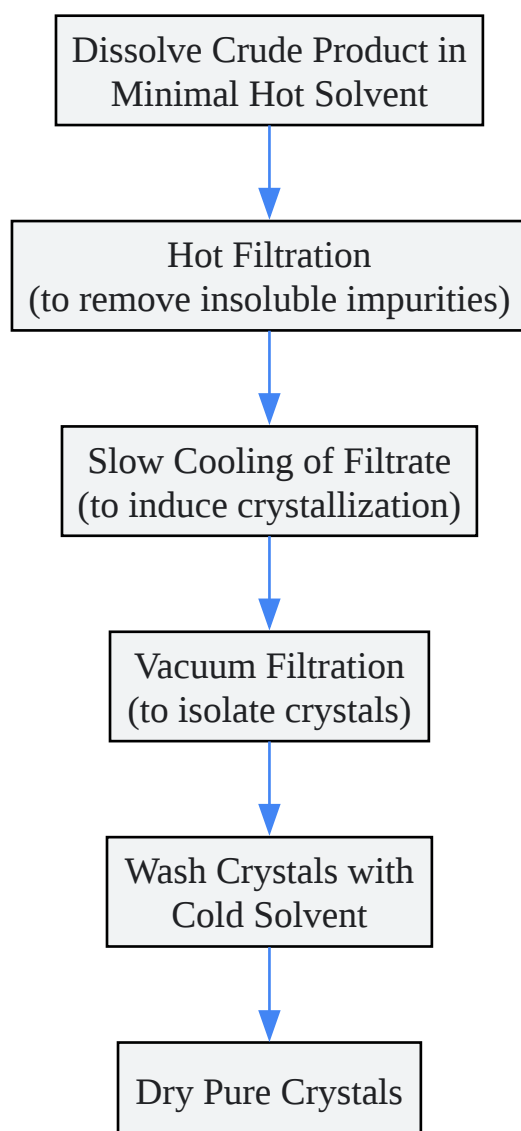 Dissolve Crude Product in
Minimal Hot Solvent
Hot Filtration
(to remove insoluble impurities)
Slow Cooling of Filtrate
(to induce crystallization)
Vacuum Filtration
(to isolate crystals)
Wash Crystals with
Cold Solvent
Dry Pure Crystals